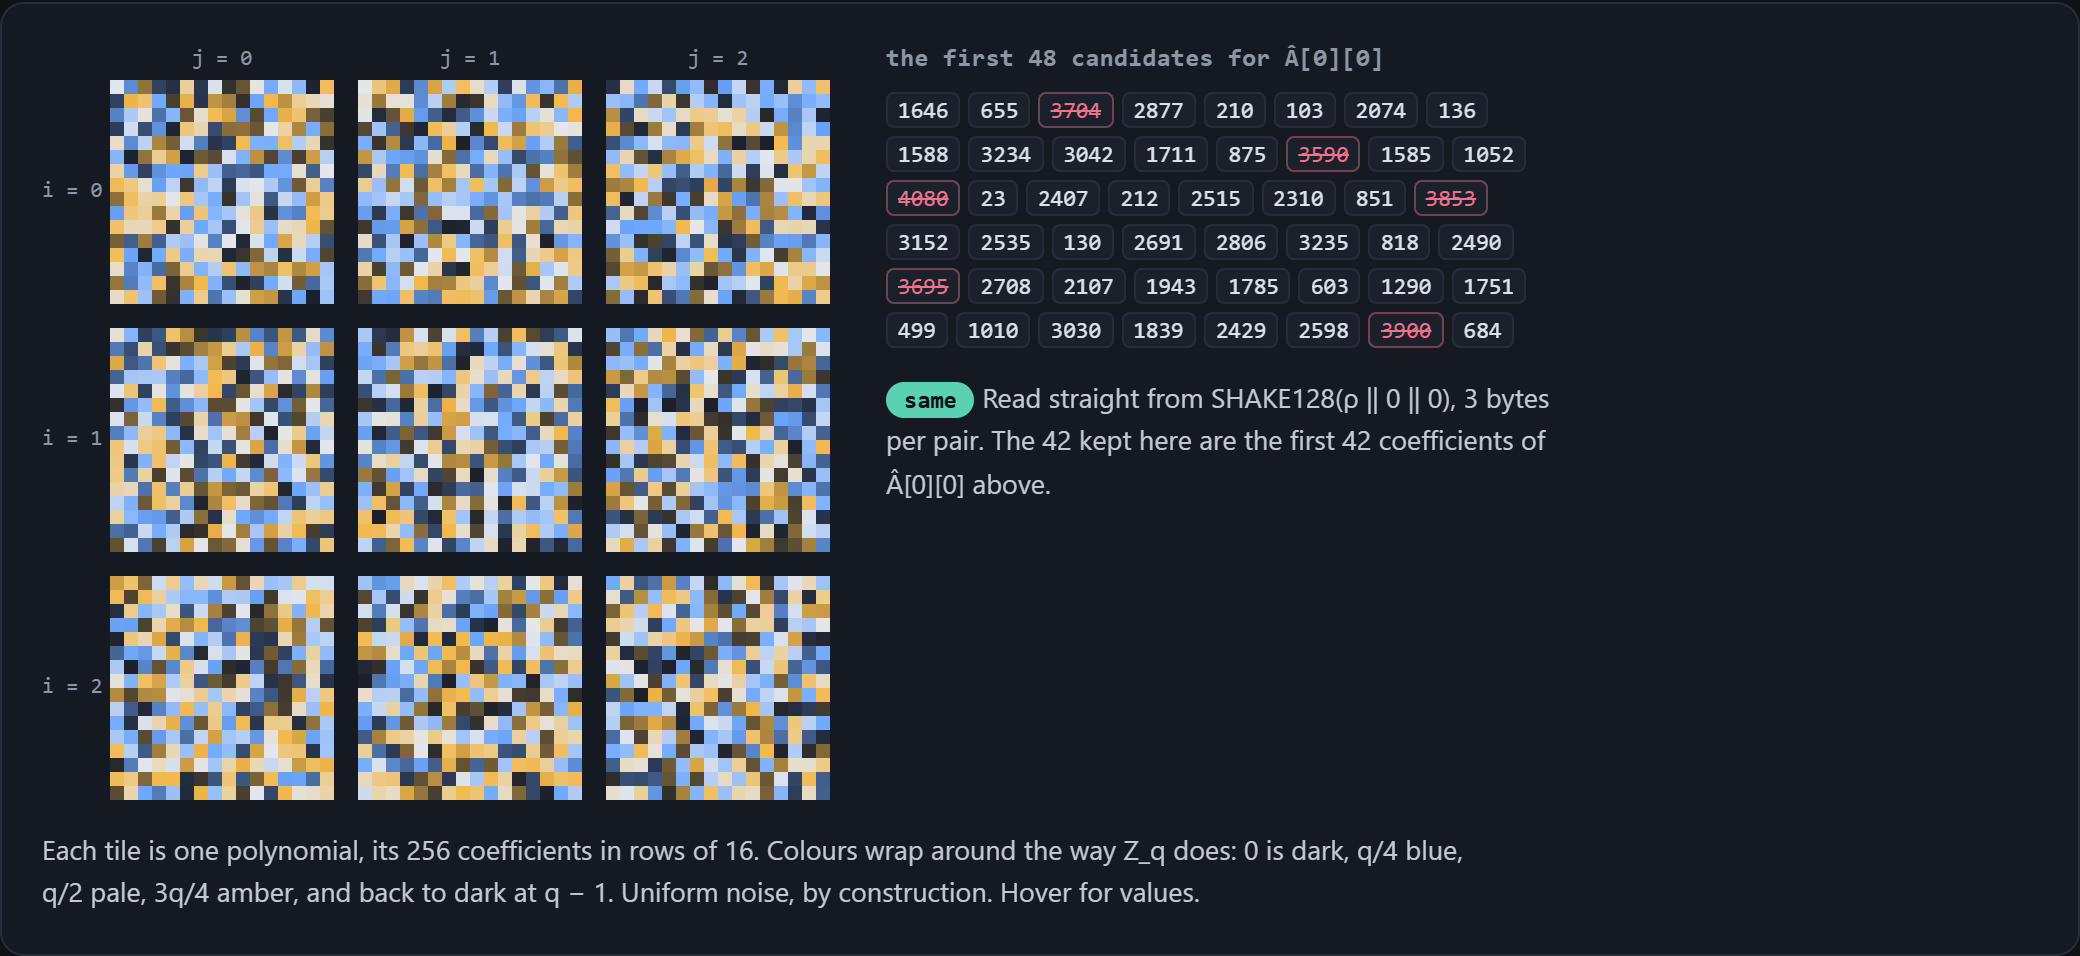 j = 0 j = 1 j = 2
i = 0
i = 1
i = 2
the first 48 candidates for Â[0][0]
1646 655 3704 2877 210 103 2074 136
1588 3234 3042 1711 875 3590 1585 1052
4080 23 2407 212 2515 2310 851 3853
3152 2535 130 2691 2806 3235 818 2490
3695 2708 2107 1943 1785 603 1290 1751
499 1010 3030 1839 2429 2598 3900 684
same Read straight from SHAKE128(ρ || 0 || 0), 3 bytes
per pair. The 42 kept here are the first 42 coefficients of
Â[0][0] above.
Each tile is one polynomial, its 256 coefficients in rows of 16. Colours wrap around the way Z_q does: 0 is dark, q/4 blue,
q/2 pale, 3q/4 amber, and back to dark at q − 1. Uniform noise, by construction. Hover for values.